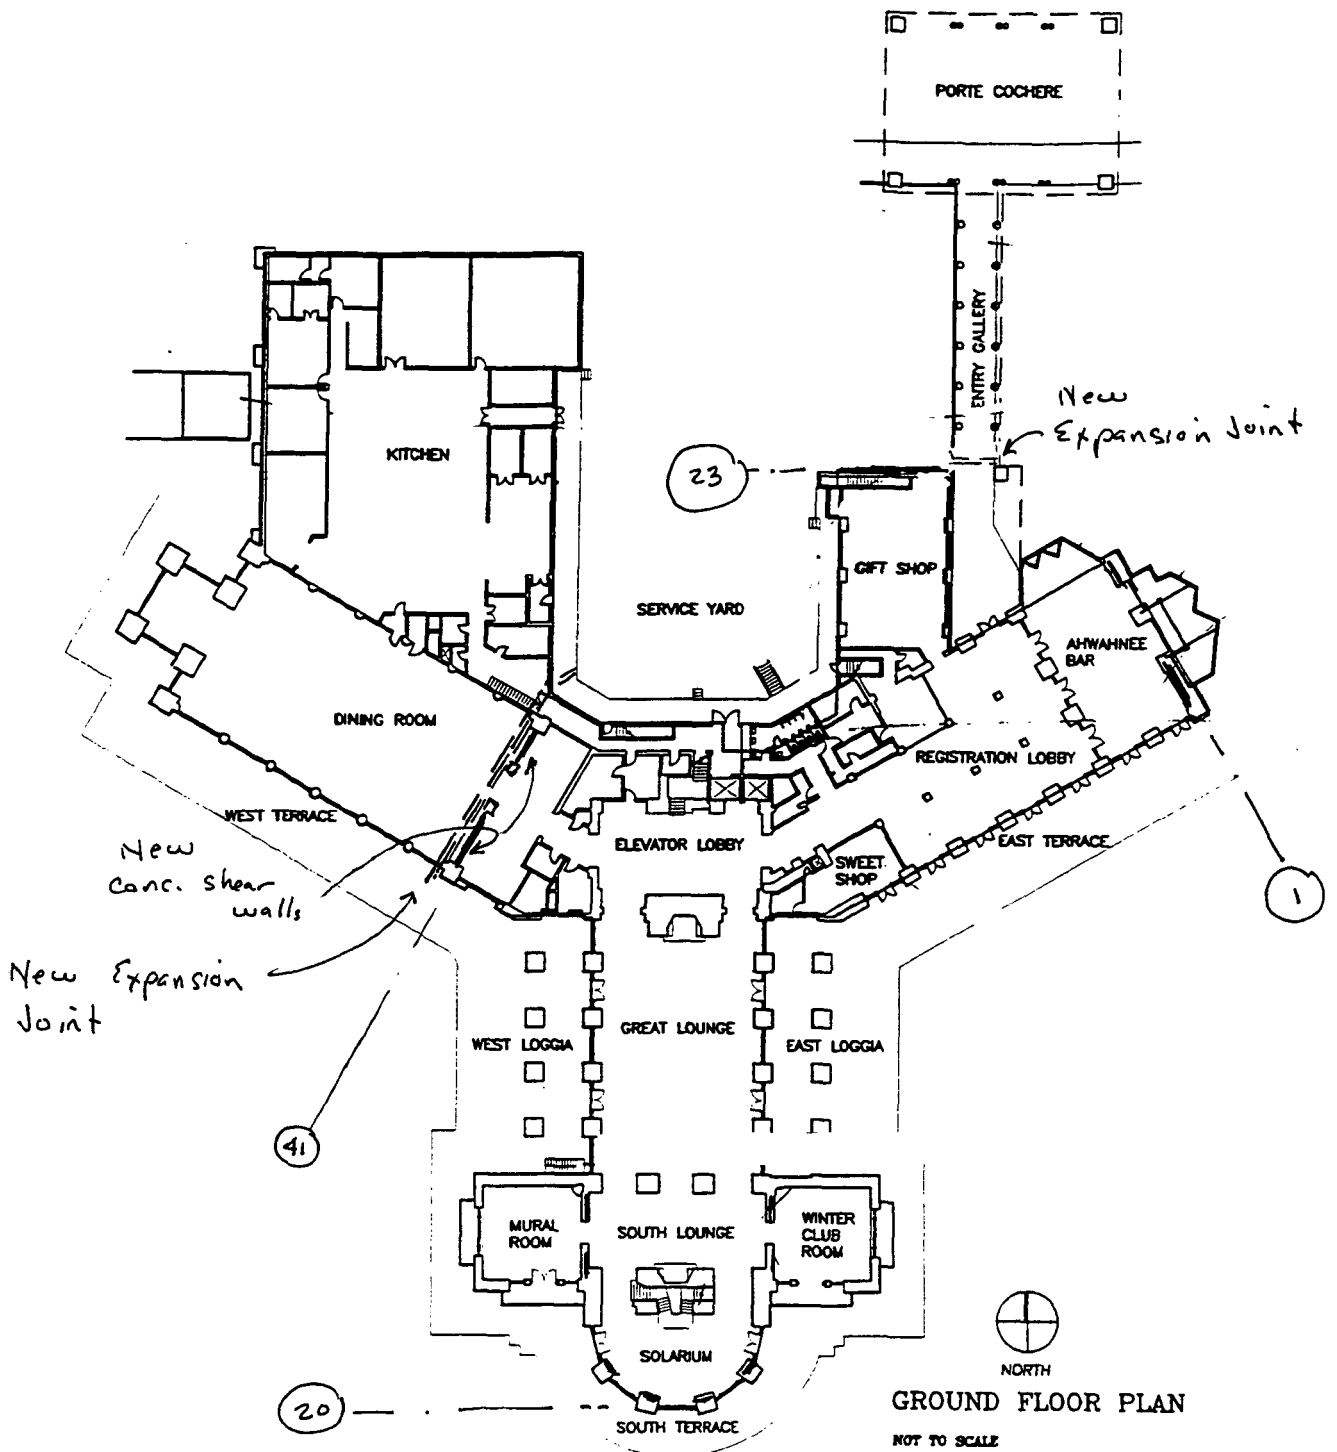 PORTE COCHERE
ENTRY GALLERY
New
Expansion Joint
KITCHEN
23
GIFT SHOP
SERVICE YARD
AHWAHNEE
BAR
DINING ROOM
REGISTRATION LOBBY
WEST TERRACE
ELEVATOR LOBBY
EAST TERRACE
SWEET
SHOP
New
conc. shear
walls
1
New Expansion
Joint
GREAT LOUNGE
WEST LOGGIA
EAST LOGGIA
41
MURAL
ROOM
SOUTH LOUNGE
WINTER
CLUB
ROOM
SOLARIUM
NORTH
20
SOUTH TERRACE
GROUND FLOOR PLAN
NOT TO SCALE